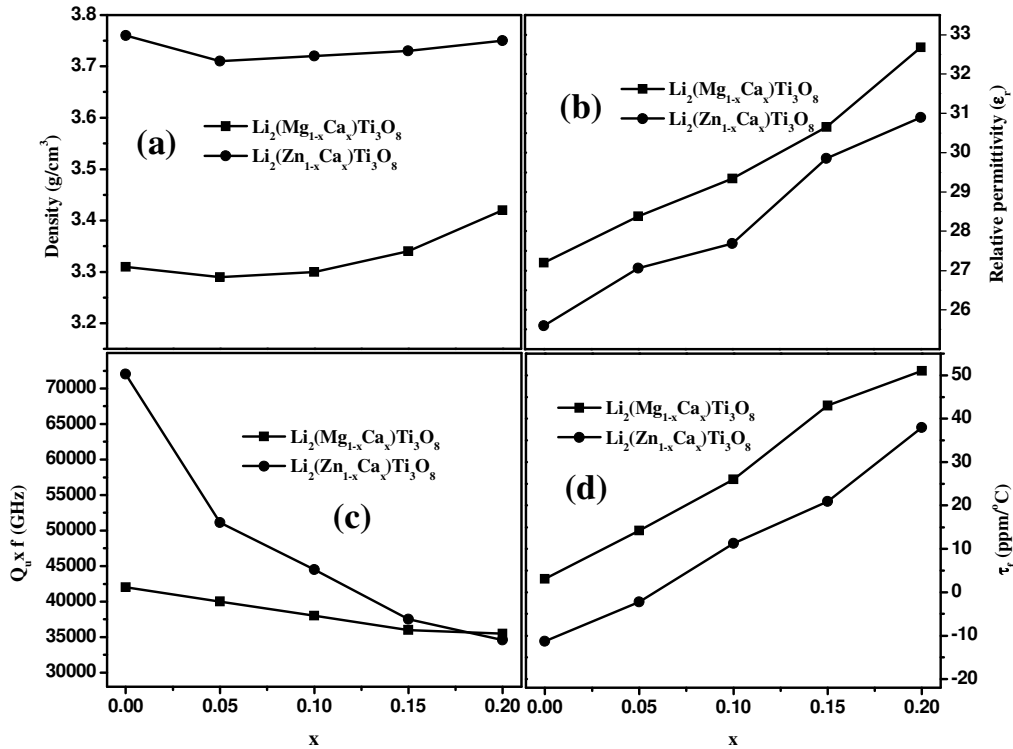 3.8
3.7
3.6
3.5
3.4
3.3
3.2
Density (g/cm³)
(a)
Li₂(Mg₁₋ₓCaₓ)Ti₃O₈
Li₂(Zn₁₋ₓCaₓ)Ti₃O₈
(b)
Li₂(Mg₁₋ₓCaₓ)Ti₃O₈
Li₂(Zn₁₋ₓCaₓ)Ti₃O₈
33
32
31
30
29
28
27
26
Relative permittivity (εᵣ)
70000
65000
60000
55000
50000
45000
40000
35000
30000
Qᵤ x f (GHz)
Li₂(Mg₁₋ₓCaₓ)Ti₃O₈
Li₂(Zn₁₋ₓCaₓ)Ti₃O₈
(c)
0.00 0.05 0.10 0.15 0.20
x
Li₂(Mg₁₋ₓCaₓ)Ti₃O₈
Li₂(Zn₁₋ₓCaₓ)Ti₃O₈
(d)
50
40
30
20
10
0
-10
-20
τf (ppm/°C)
0.00 0.05 0.10 0.15 0.20
x